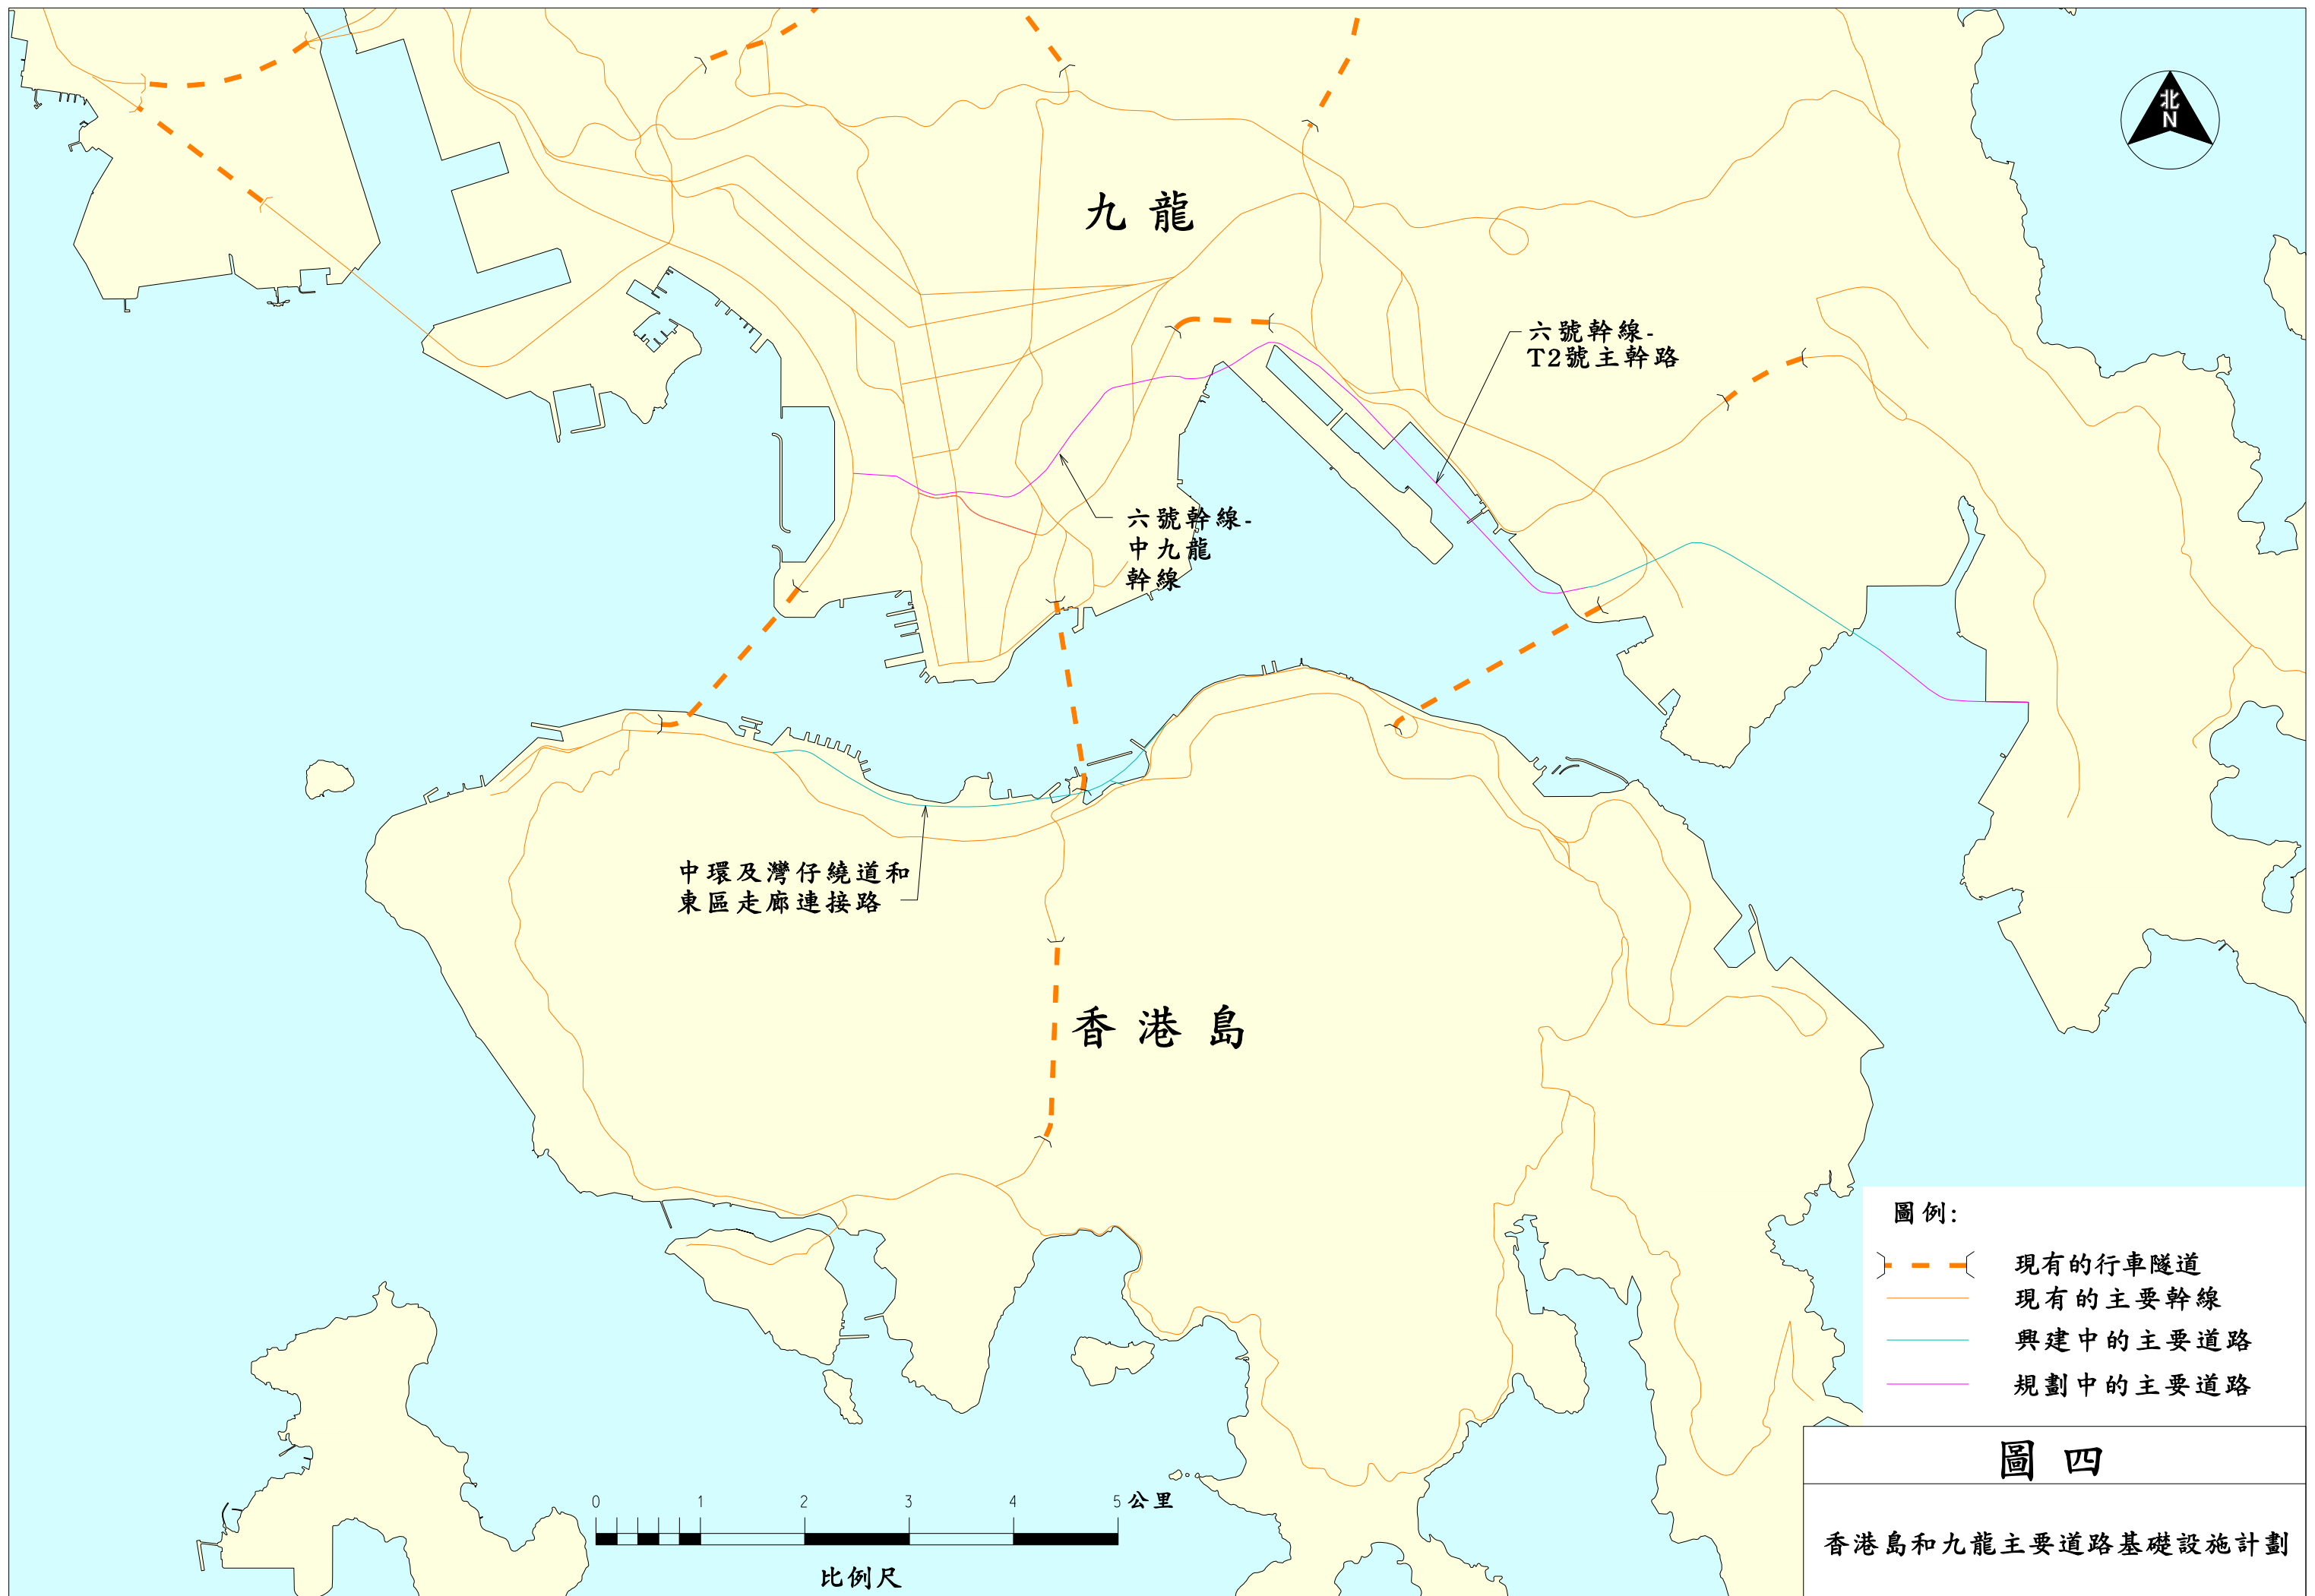 北
N
九龍
六號幹線-
T2號主幹路
六號幹線-
中九龍
幹線
中環及灣仔繞道和
東區走廊連接路
香港島
圖例:
現有的行車隧道
現有的主要幹線
興建中的主要道路
規劃中的主要道路
圖四
香港島和九龍主要道路基礎設施計劃
0 1 2 3 4 5 公里
比例尺